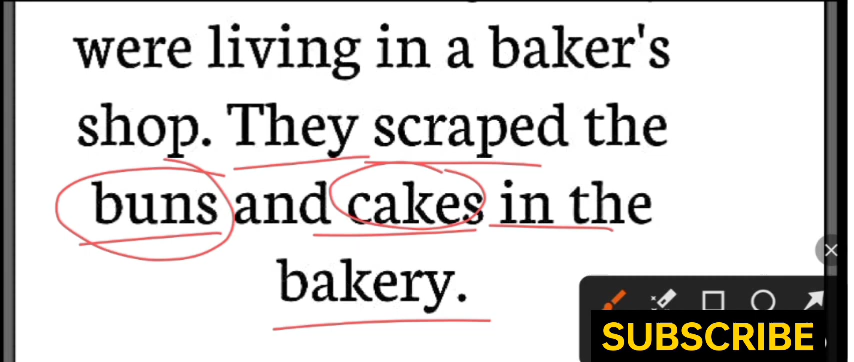 were living in a baker's
shop. They scraped the
buns and cakes in the
bakery.
SUBSCRIBE